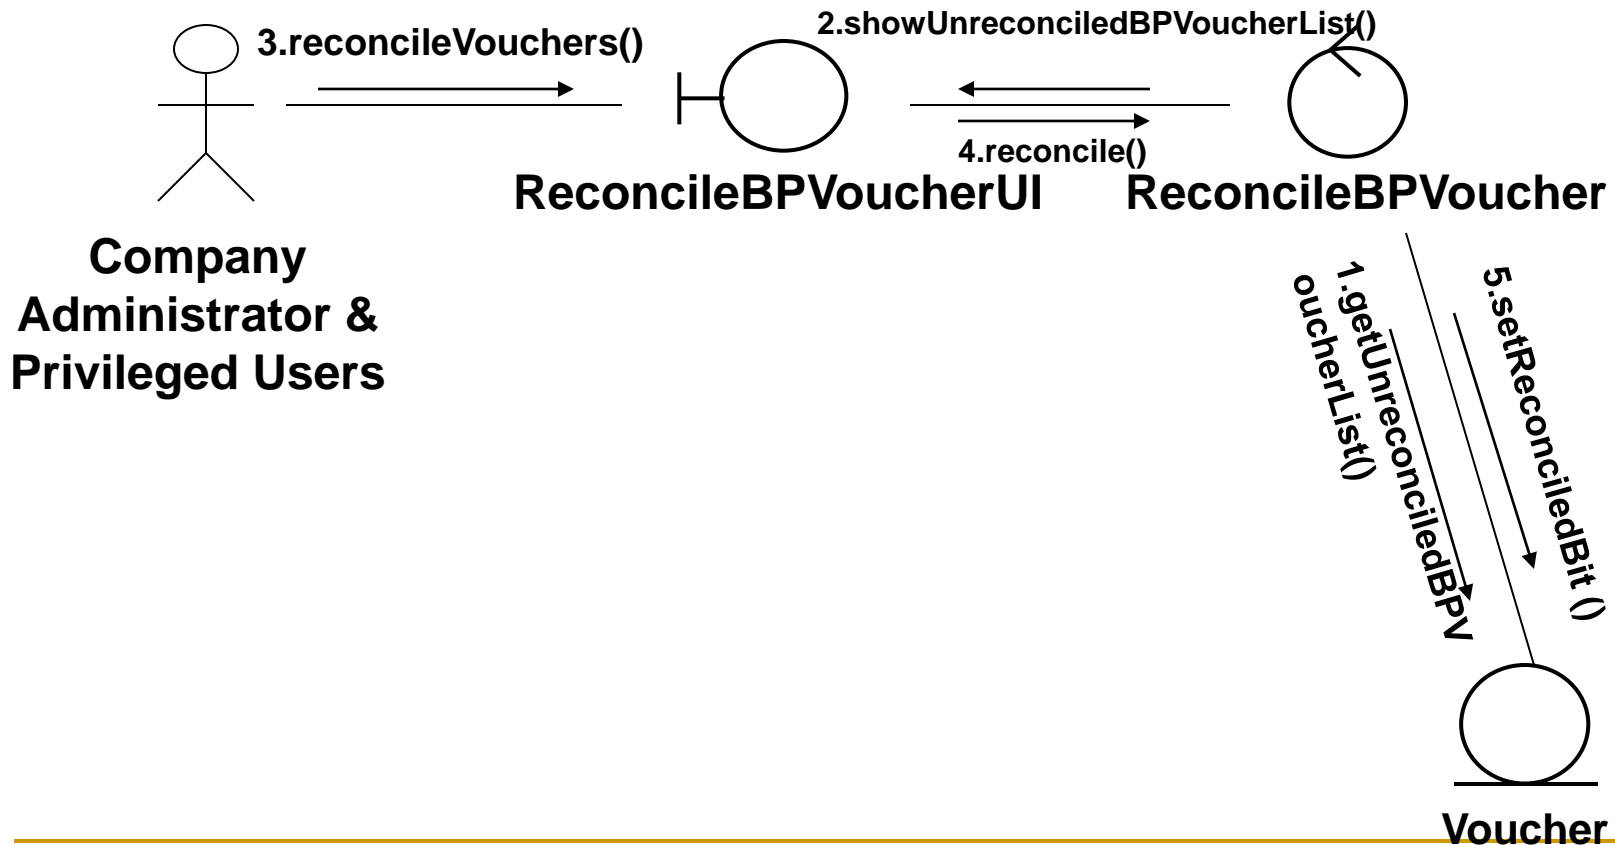 2.showUnreconciledBPVoucherList()
3.reconcileVouchers()
4.reconcile()
ReconcileBPVoucherUI
ReconcileBPVoucher
Company
Administrator &
Privileged Users
1.getUnreconciledBPV
oucherList()
5.setReconciledBit ()
Voucher